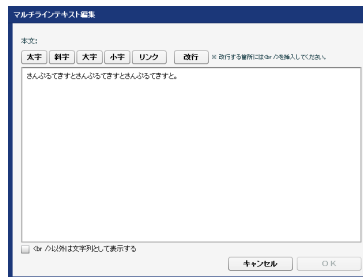 マルチラインテキスト編集
本文:
太字 斜字 大字 小字 リンク 改行 ※ 改行する箇所には<br />を挿入してください。
さんぷるてきすとさんぷるてきすとさんぷるてきすと。
<br />以外は文字列として表示する
キャンセル OK